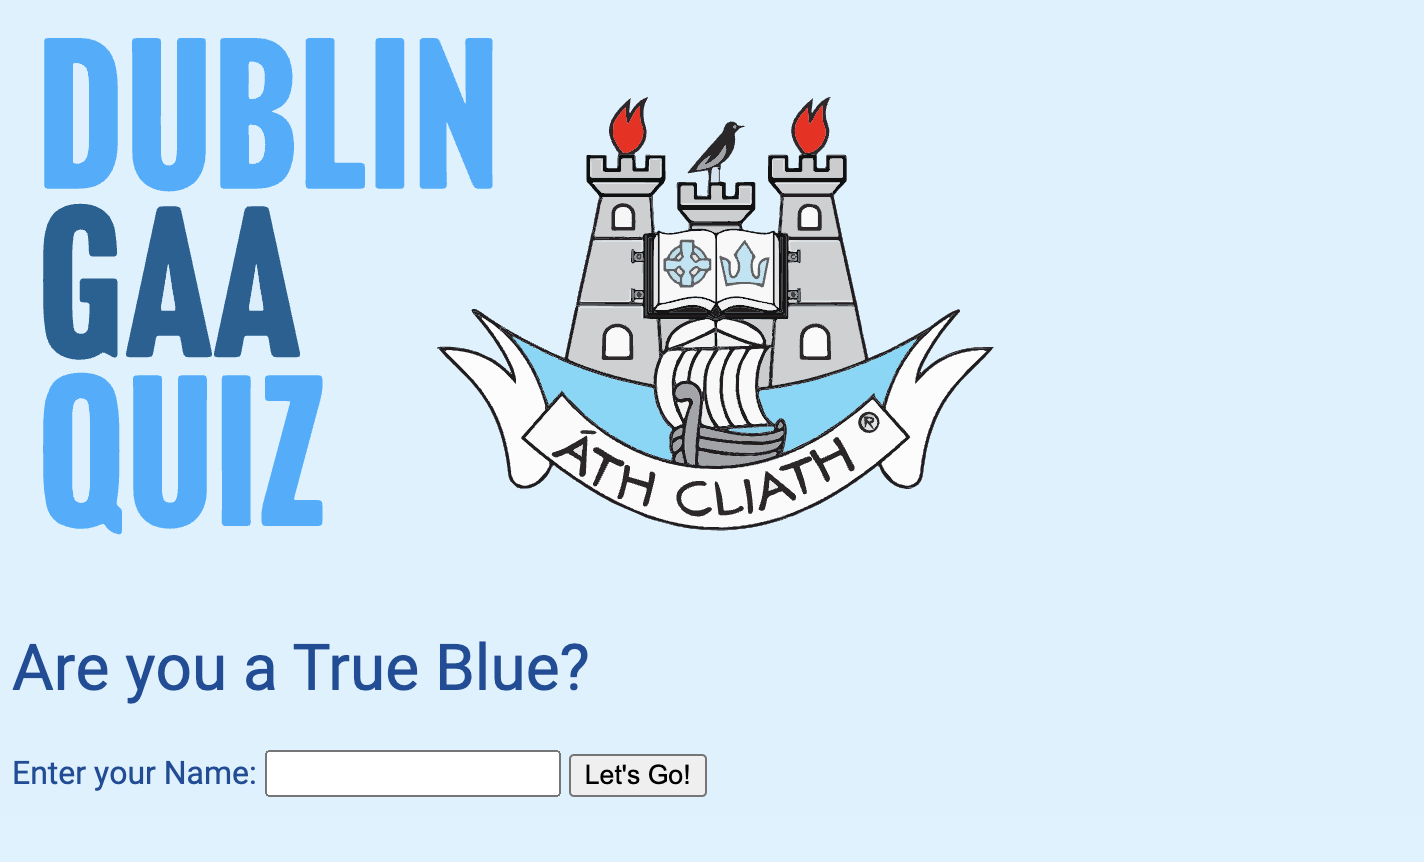 DUBLIN
GAA
QUIZ
ÁTH CLIATH ®
Are you a True Blue?
Enter your Name:
Let's Go!